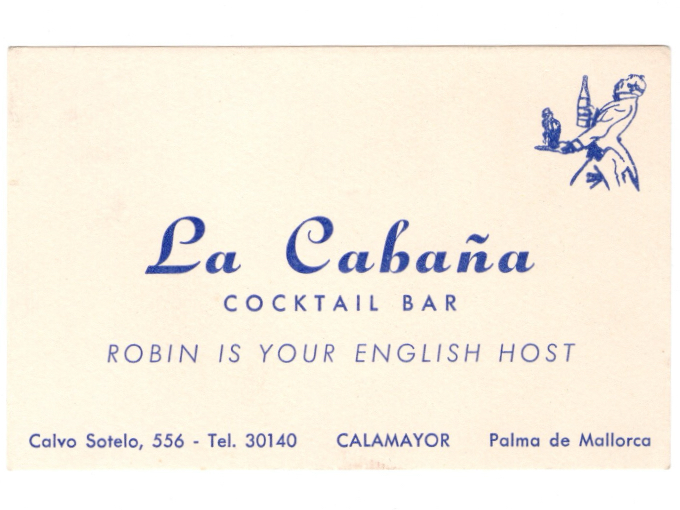 La Cabaña
COCKTAIL BAR
ROBIN IS YOUR ENGLISH HOST
Calvo Sotelo, 556 - Tel. 30140 CALAMAYOR Palma de Mallorca